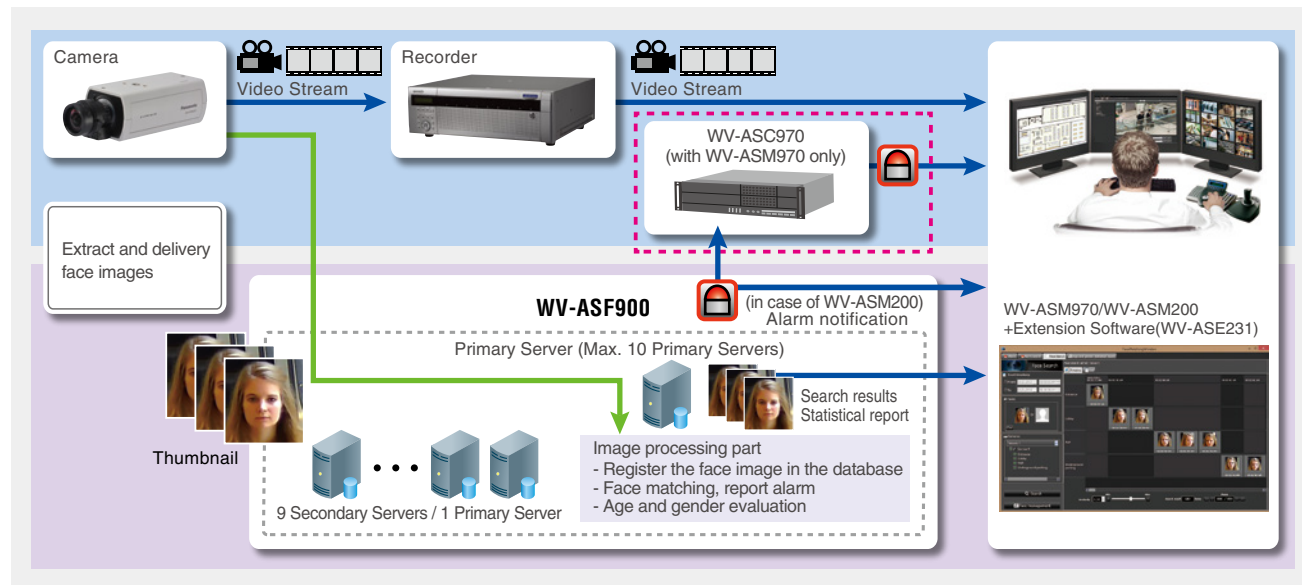 Camera
Video Stream
Recorder
Video Stream
WV-ASC970
(with WV-ASM970 only)
Extract and delivery
face images
WV-ASF900
(in case of WV-ASM200)
Alarm notification
WV-ASM970/WV-ASM200
+Extension Software(WV-ASE231)
Primary Server (Max. 10 Primary Servers)
Search results
Statistical report
Thumbnail
Image processing part
- Register the face image in the database
- Face matching, report alarm
- Age and gender evaluation
9 Secondary Servers / 1 Primary Server